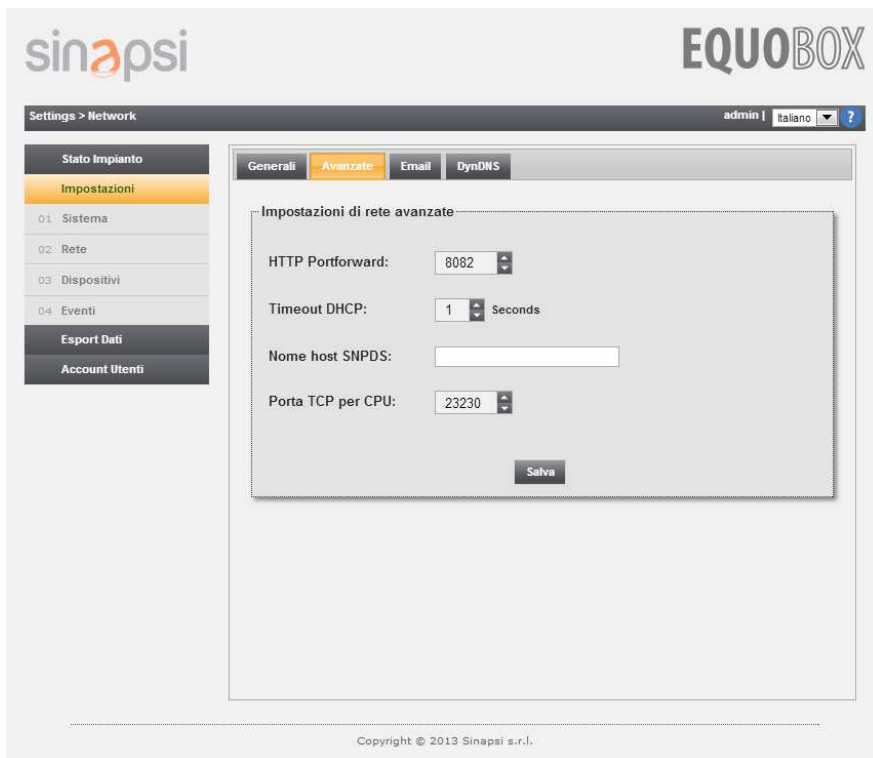 sinapsi
EQUOBOX
Settings > Network
admin | Italiano ?
Stato Impianto
Impostazioni
01 Sistema
02 Rete
03 Dispositivi
04 Eventi
Esport Dati
Account Utenti
Generali Avanzate Email DynDNS
Impostazioni di rete avanzate
HTTP Portforward: 8082
Timeout DHCP: 1 Seconds
Nome host SNPDS:
Porta TCP per CPU: 23230
Salva
Copyright © 2013 Sinapsi s.r.l.